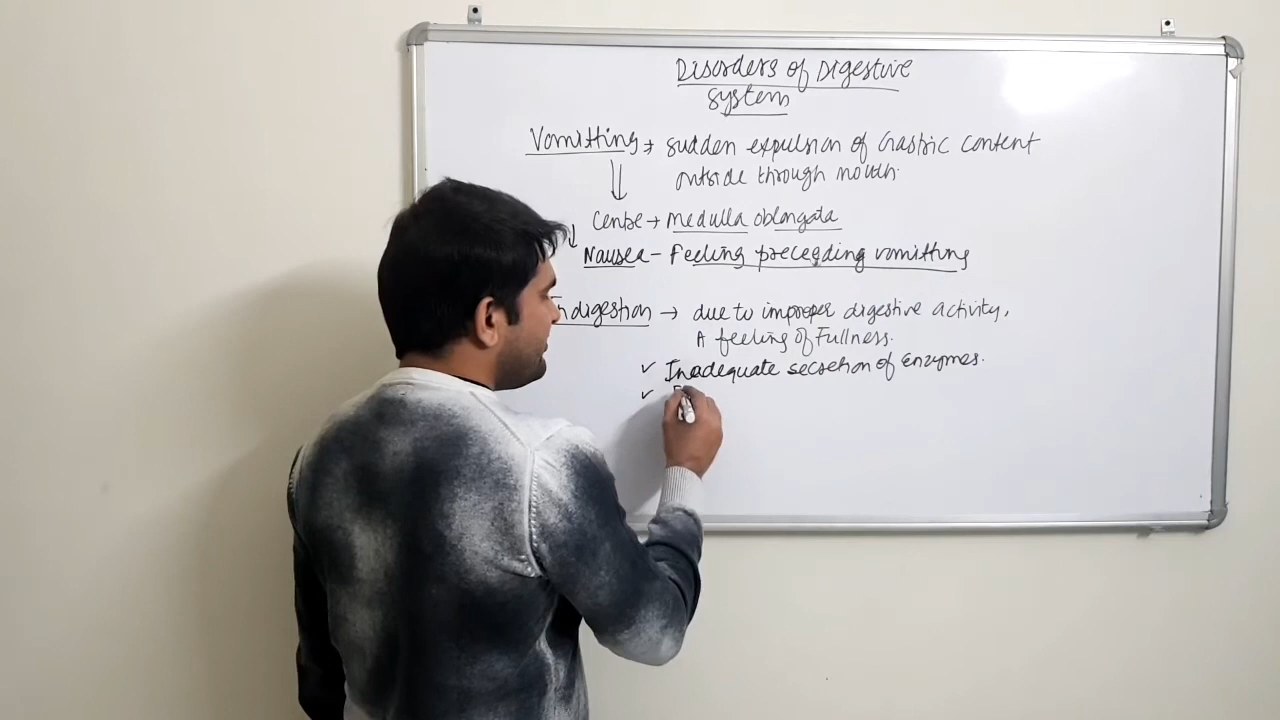 Disorders of Digestive
System
Vomitting → sudden expulsion of Gastric content
outside through mouth.
Centre → Medulla oblongata
Nausea - Feeling preceeding vomitting
Indigestion → due to improper digestive activity,
A feeling of Fullness.
✓ Inadequate secretion of enzymes.
✓